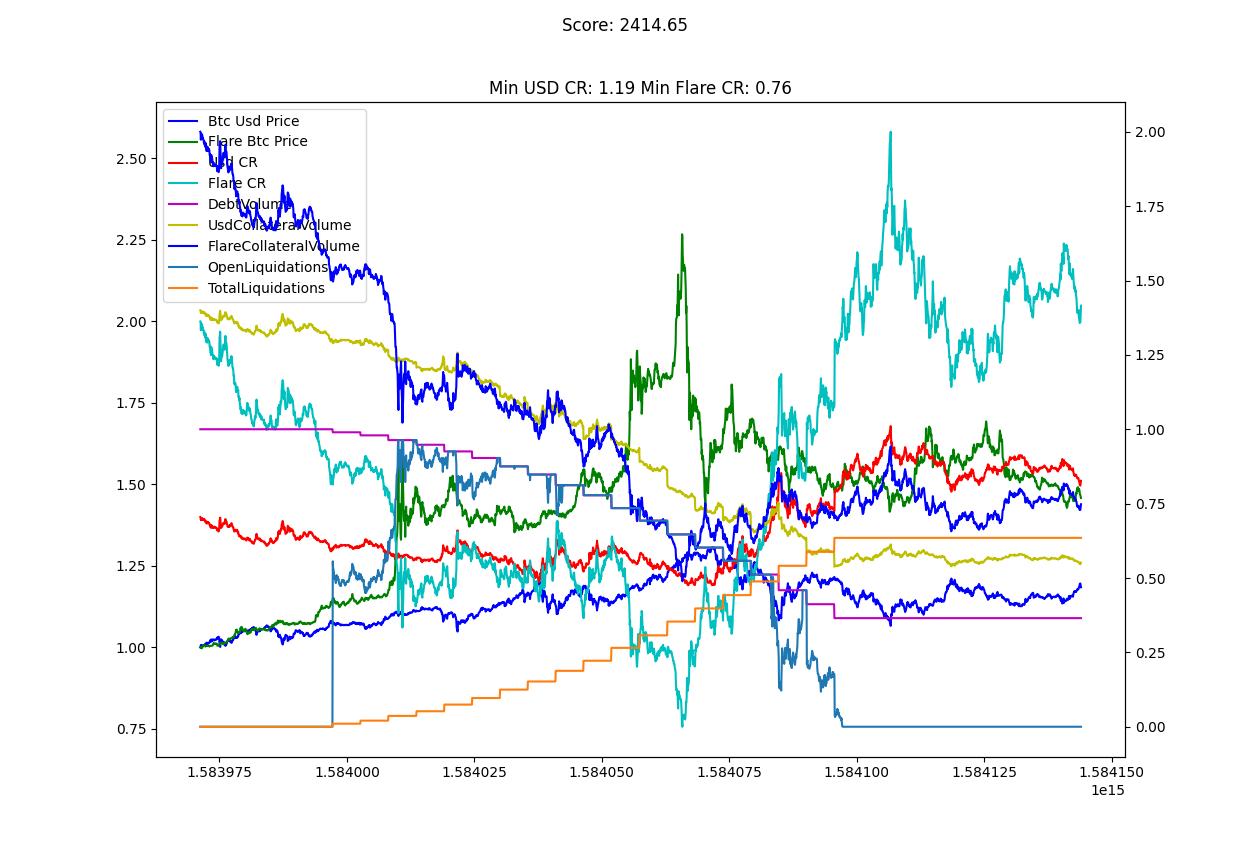 Score: 2414.65
Min USD CR: 1.19 Min Flare CR: 0.76
Btc Usd Price
Flare Btc Price
Usd CR
Flare CR
DebtVolume
UsdCollateralVolume
FlareCollateralVolume
OpenLiquidations
TotalLiquidations
2.50
2.25
2.00
1.75
1.50
1.25
1.00
0.75
2.00
1.75
1.50
1.25
1.00
0.75
0.50
0.25
0.00
1.583975 1.584000 1.584025 1.584050 1.584075 1.584100 1.584125 1.584150
1e15